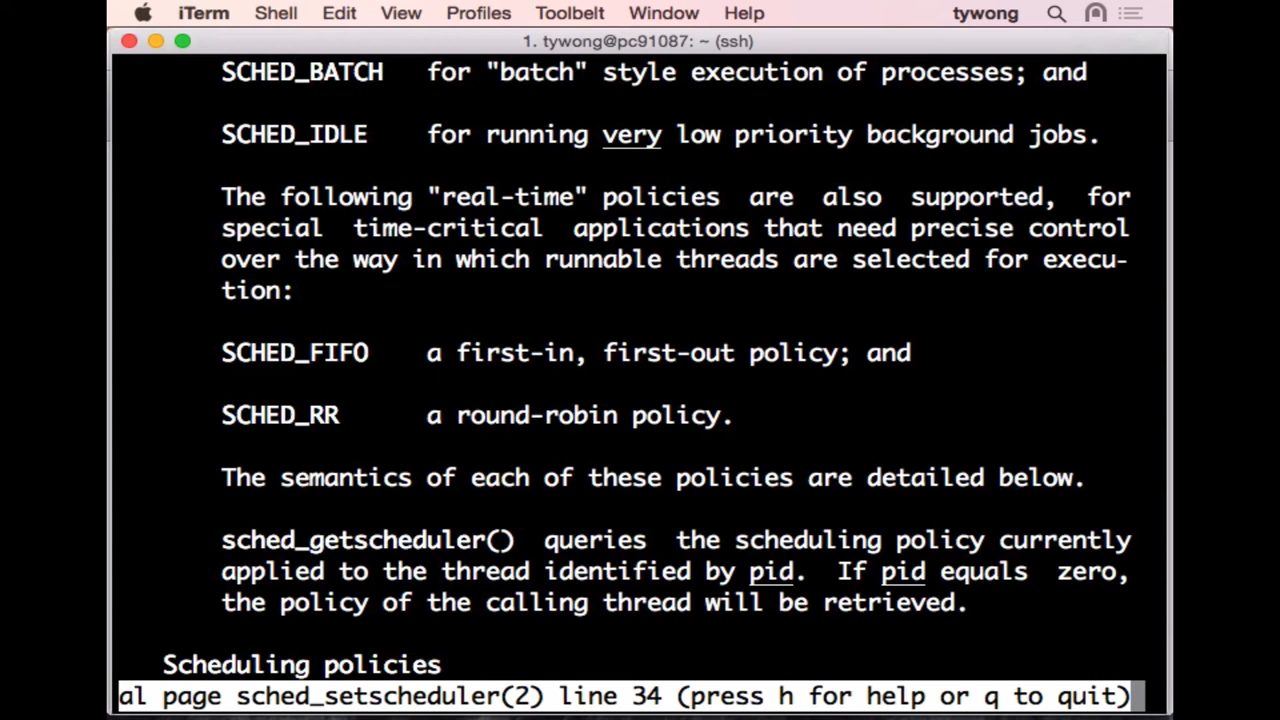 iTerm Shell Edit View Profiles Toolbelt Window Help tywong
1. tywong@pc91087: ~ (ssh)
SCHED_BATCH for "batch" style execution of processes; and
SCHED_IDLE for running very low priority background jobs.
The following "real-time" policies are also supported, for
special time-critical applications that need precise control
over the way in which runnable threads are selected for execu-
tion:
SCHED_FIFO a first-in, first-out policy; and
SCHED_RR a round-robin policy.
The semantics of each of these policies are detailed below.
sched_getscheduler() queries the scheduling policy currently
applied to the thread identified by pid. If pid equals zero,
the policy of the calling thread will be retrieved.
Scheduling policies
al page sched_setscheduler(2) line 34 (press h for help or q to quit)